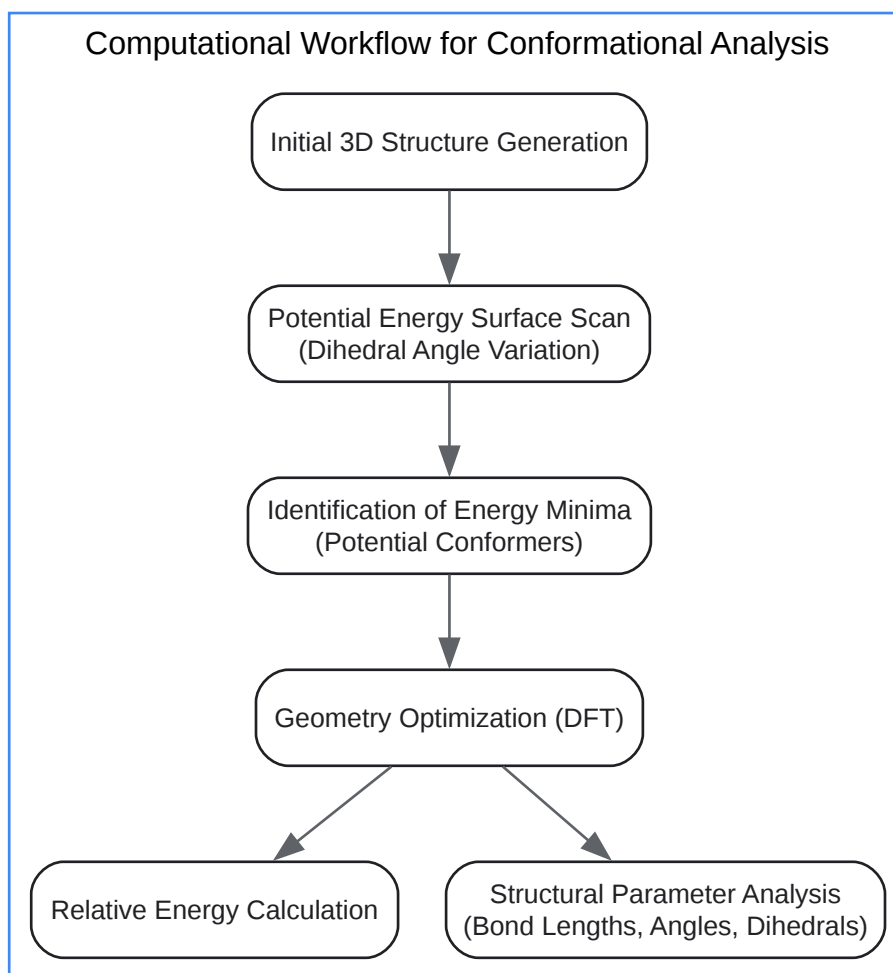 Computational Workflow for Conformational Analysis
Initial 3D Structure Generation
Potential Energy Surface Scan
(Dihedral Angle Variation)
Identification of Energy Minima
(Potential Conformers)
Geometry Optimization (DFT)
Relative Energy Calculation
Structural Parameter Analysis
(Bond Lengths, Angles, Dihedrals)